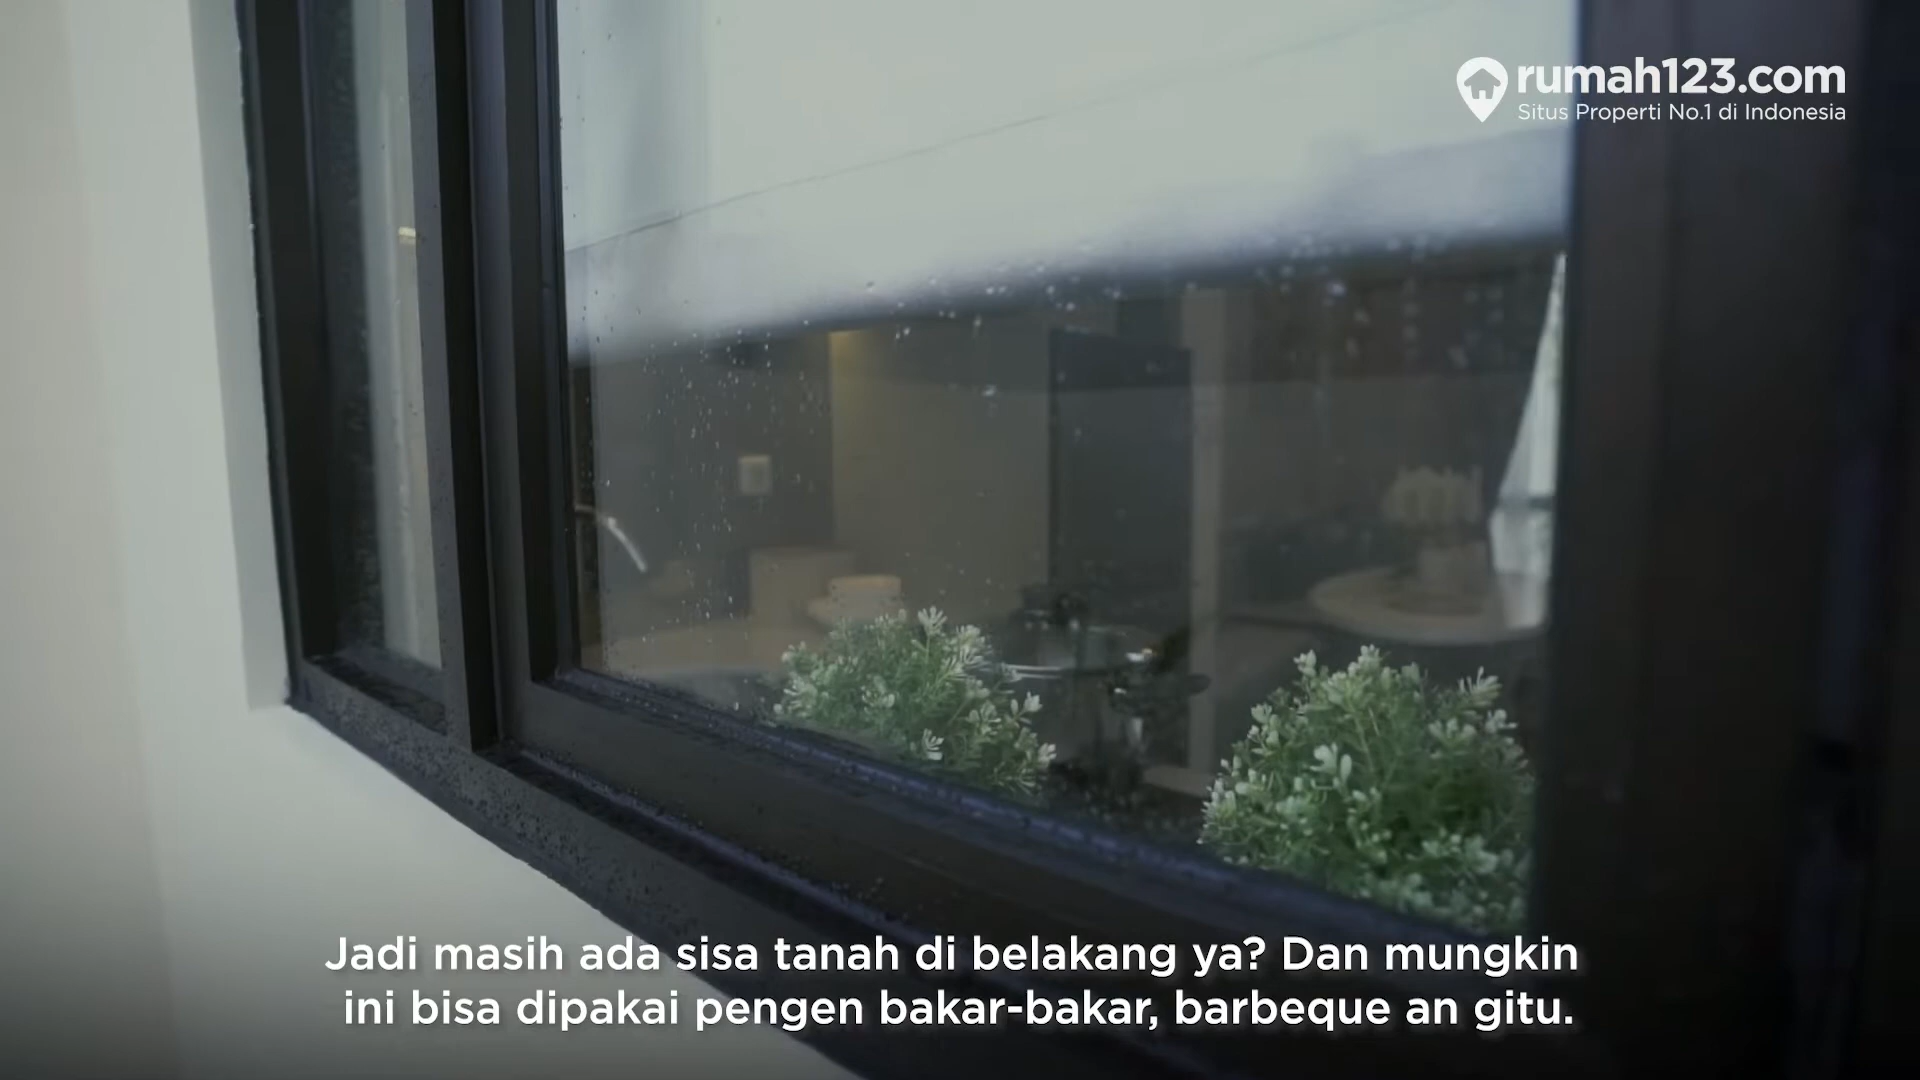 rumah123.com
Situs Properti No.1 di Indonesia
Jadi masih ada sisa tanah di belakang ya? Dan mungkin
ini bisa dipakai pengen bakar-bakar, barbeque an gitu.